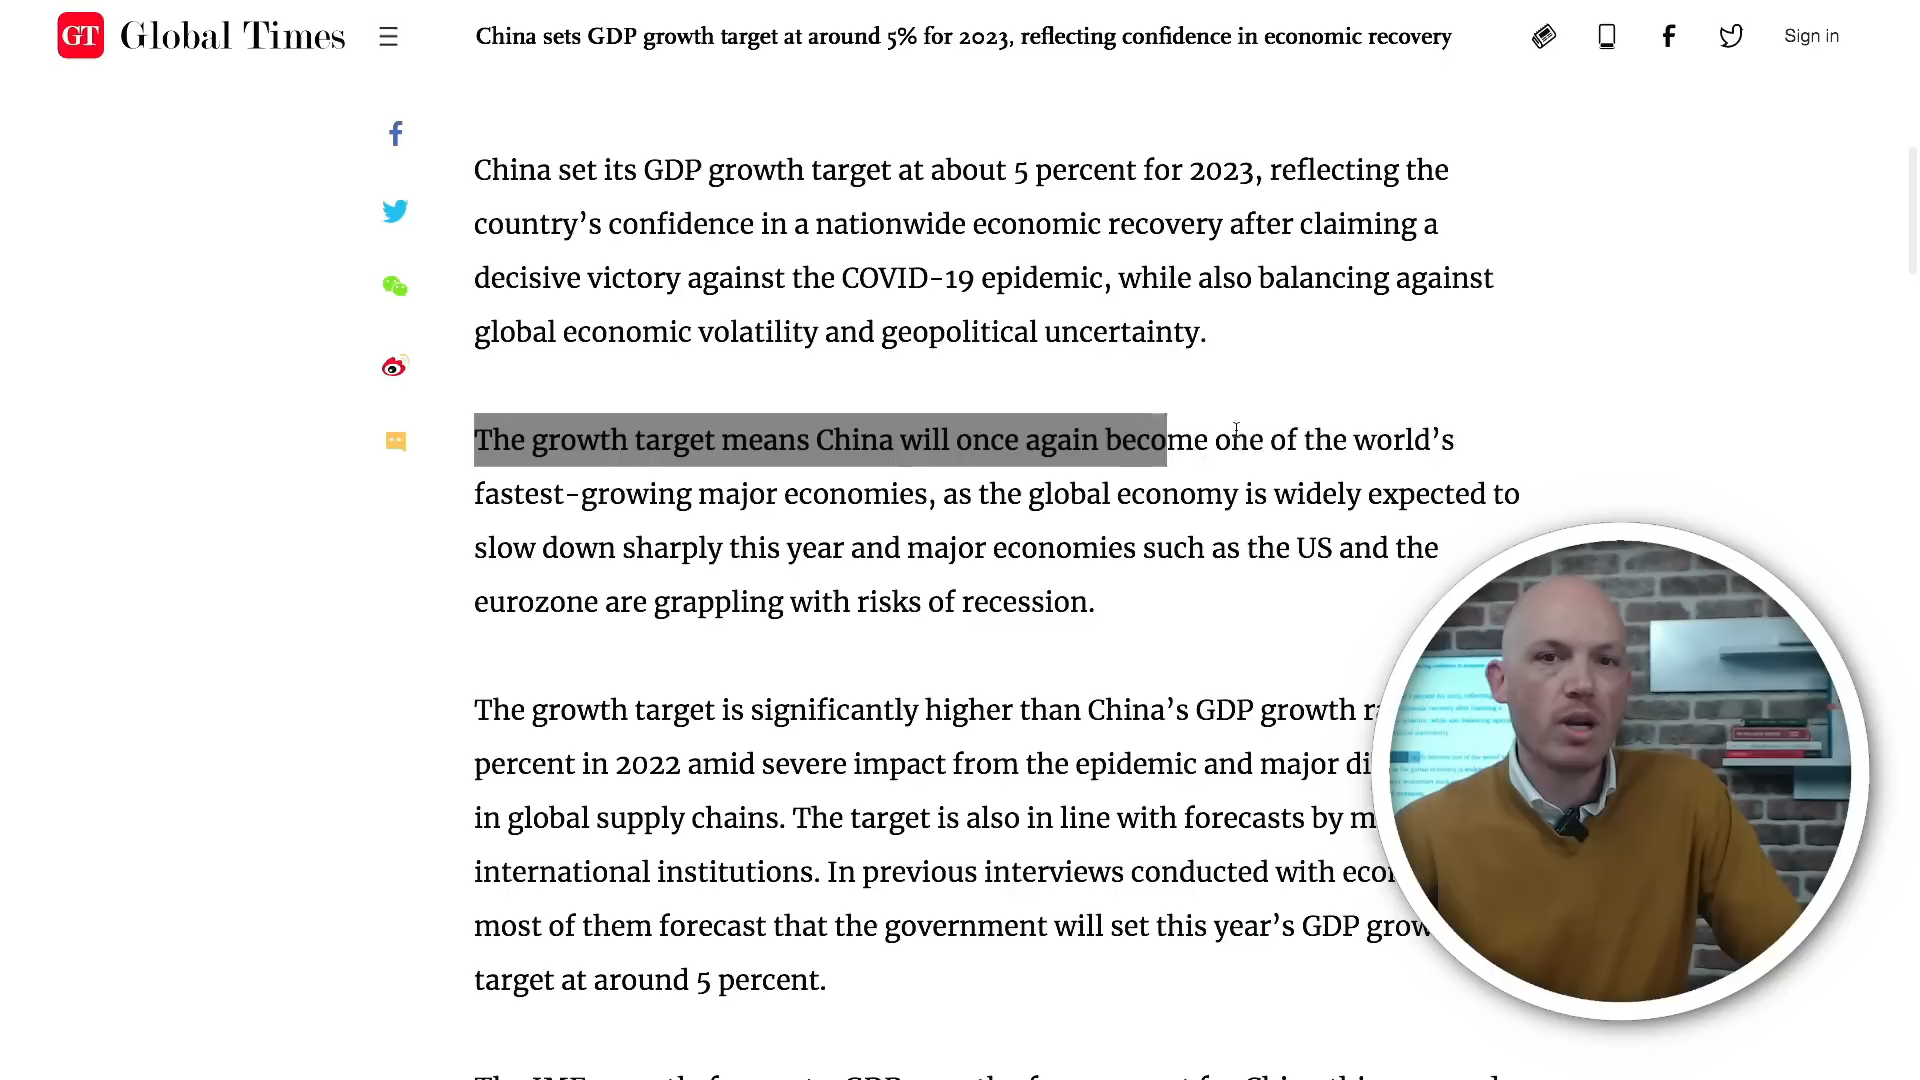 GT Global Times
China sets GDP growth target at around 5% for 2023, reflecting confidence in economic recovery
Sign in
China set its GDP growth target at about 5 percent for 2023, reflecting the
country’s confidence in a nationwide economic recovery after claiming a
decisive victory against the COVID-19 epidemic, while also balancing against
global economic volatility and geopolitical uncertainty.
The growth target means China will once again become one of the world’s
fastest-growing major economies, as the global economy is widely expected to
slow down sharply this year and major economies such as the US and the
eurozone are grappling with risks of recession.
The growth target is significantly higher than China’s GDP growth
percent in 2022 amid severe impact from the epidemic and major
in global supply chains. The target is also in line with forecasts by
international institutions. In previous interviews conducted with
most of them forecast that the government will set this year’s GDP
target at around 5 percent.